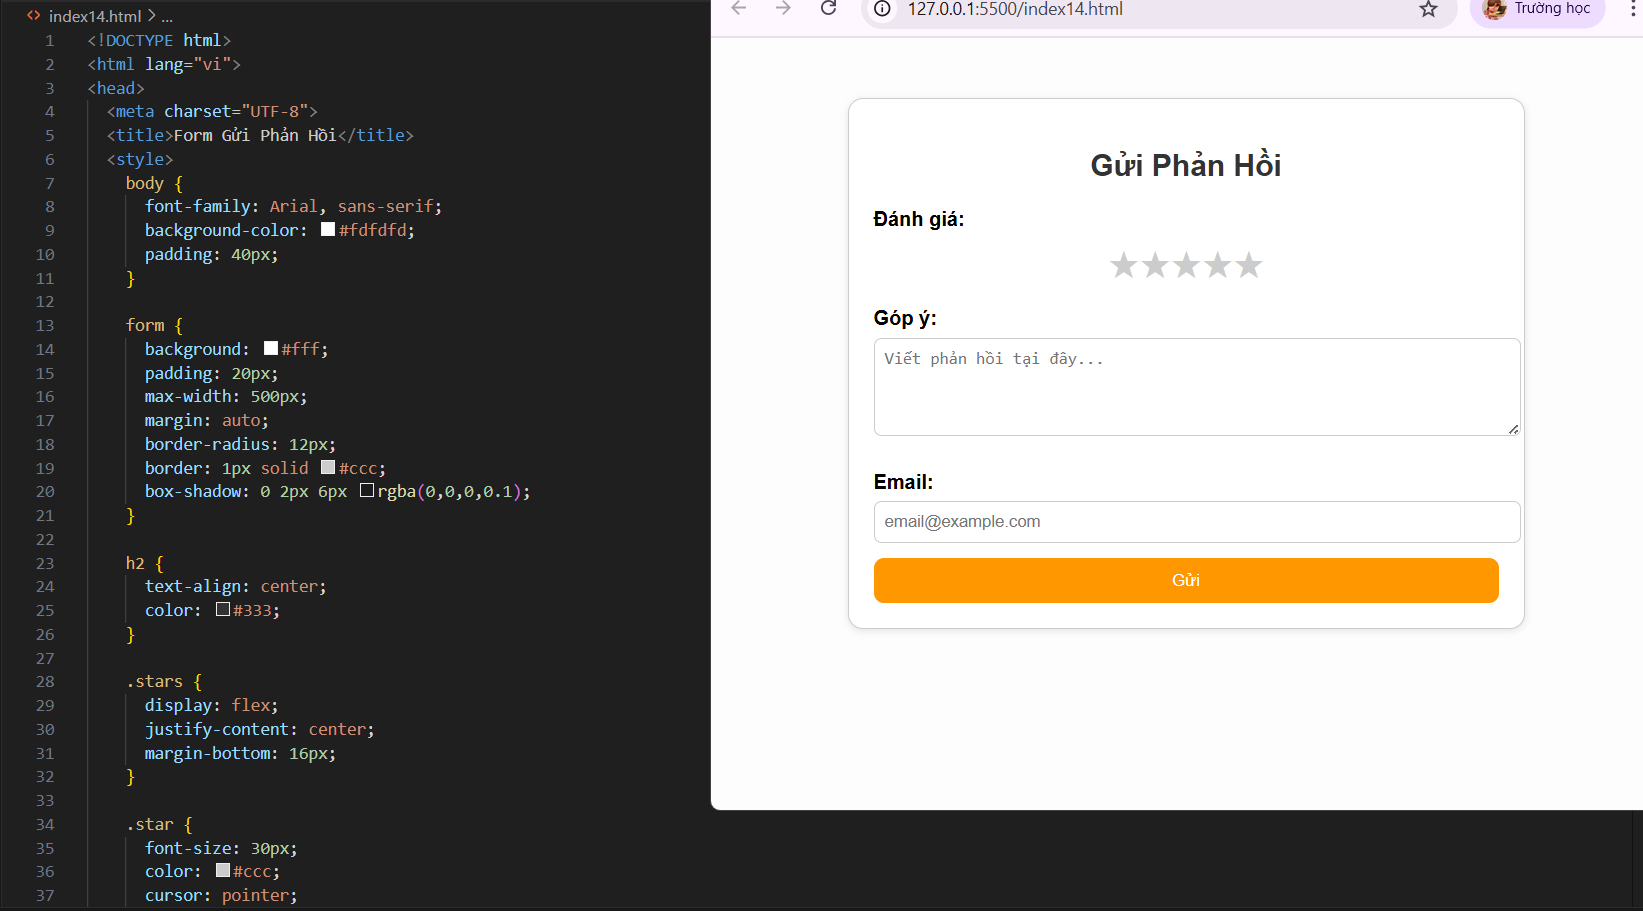 index14.html > ...
1 <!DOCTYPE html>
2 <html lang="vi">
3 <head>
4 <meta charset="UTF-8">
5 <title>Form Gửi Phản Hồi</title>
6 <style>
7 body {
8 font-family: Arial, sans-serif;
9 background-color: #fdfdfd;
10 padding: 40px;
11 }
12
13 form {
14 background: #fff;
15 padding: 20px;
16 max-width: 500px;
17 margin: auto;
18 border-radius: 12px;
19 border: 1px solid #ccc;
20 box-shadow: 0 2px 6px rgba(0,0,0,0.1);
21 }
22
23 h2 {
24 text-align: center;
25 color: #333;
26 }
27
28 .stars {
29 display: flex;
30 justify-content: center;
31 margin-bottom: 16px;
32 }
33
34 .star {
35 font-size: 30px;
36 color: #ccc;
37 cursor: pointer;
127.0.0.1:5500/index14.html
Trường học
Gửi Phản Hồi
Đánh giá:
★★★★★
Góp ý:
Viết phản hồi tại đây...
Email:
email@example.com
Gửi